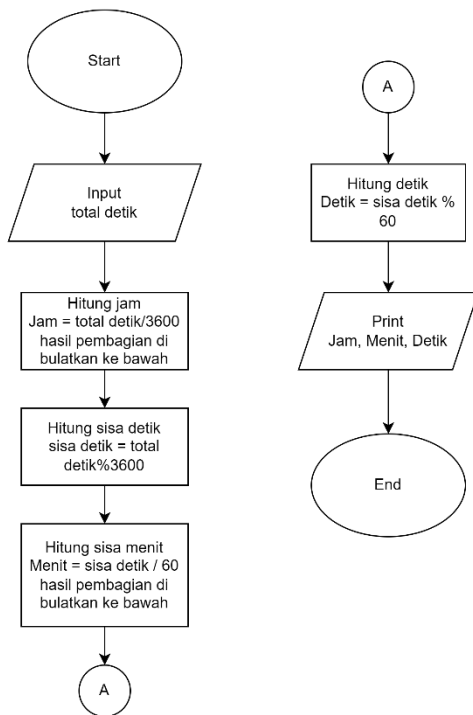 Start
Input
total detik
Hitung jam
Jam = total detik/3600
hasil pembagian di
bulatkan ke bawah
Hitung sisa detik
sisa detik = total
detik%3600
Hitung sisa menit
Menit = sisa detik / 60
hasil pembagian di
bulatkan ke bawah
A
A
Hitung detik
Detik = sisa detik %
60
Print
Jam, Menit, Detik
End